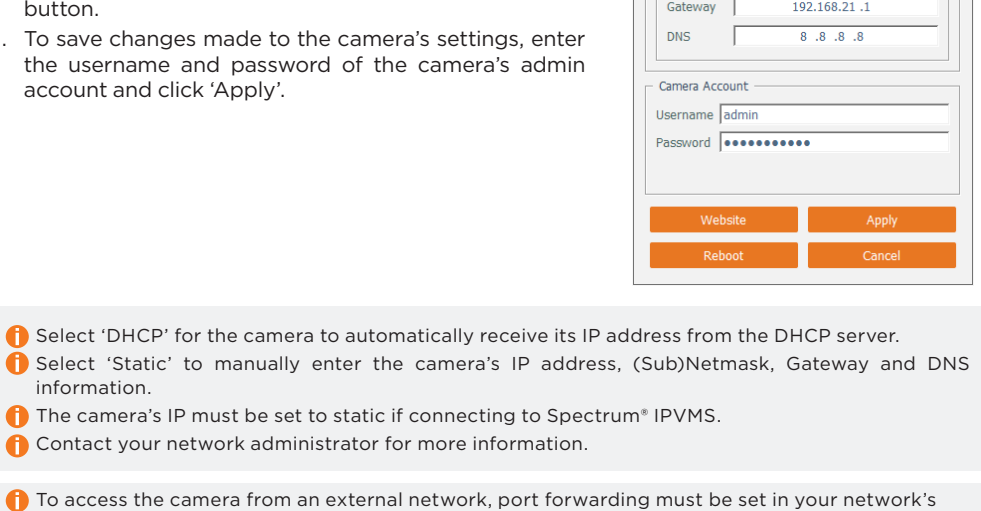 button.
. To save changes made to the camera's settings, enter
the username and password of the camera's admin
account and click 'Apply'.
Gateway 192.168.21 .1
DNS 8 .8 .8 .8
Camera Account
Username admin
Password ●●●●●●●●●●●
Website Apply
Reboot Cancel
Select 'DHCP' for the camera to automatically receive its IP address from the DHCP server.
Select 'Static' to manually enter the camera's IP address, (Sub)Netmask, Gateway and DNS
information.
The camera's IP must be set to static if connecting to Spectrum® IPVMS.
Contact your network administrator for more information.
To access the camera from an external network, port forwarding must be set in your network's